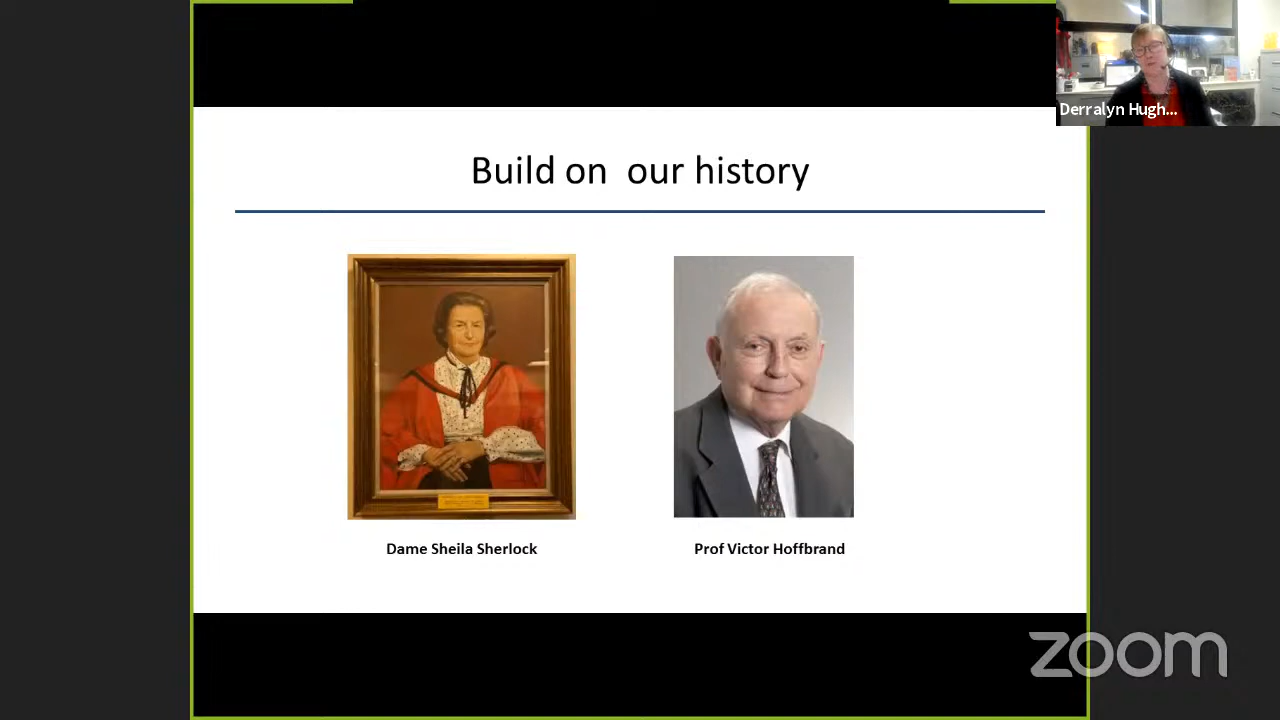 Derralyn Hugh...
Build on  our history
Dame Sheila Sherlock
Prof Victor Hoffbrand
zoom